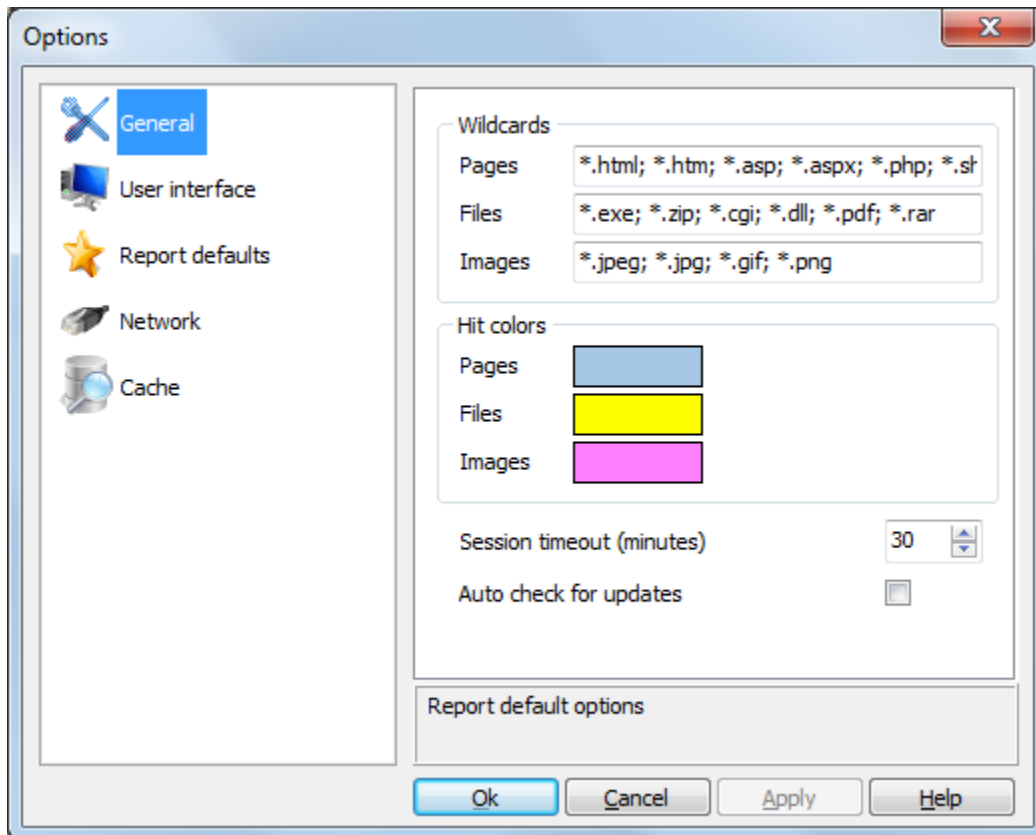 Options
General
User interface
Report defaults
Network
Cache
Wildcards
Pages *.html; *.htm; *.asp; *.aspx; *.php; *.sh
Files *.exe; *.zip; *.cgi; *.dll; *.pdf; *.rar
Images *.jpeg; *.jpg; *.gif; *.png
Hit colors
Pages
Files
Images
Session timeout (minutes) 30
Auto check for updates
Report default options
Ok Cancel Apply Help